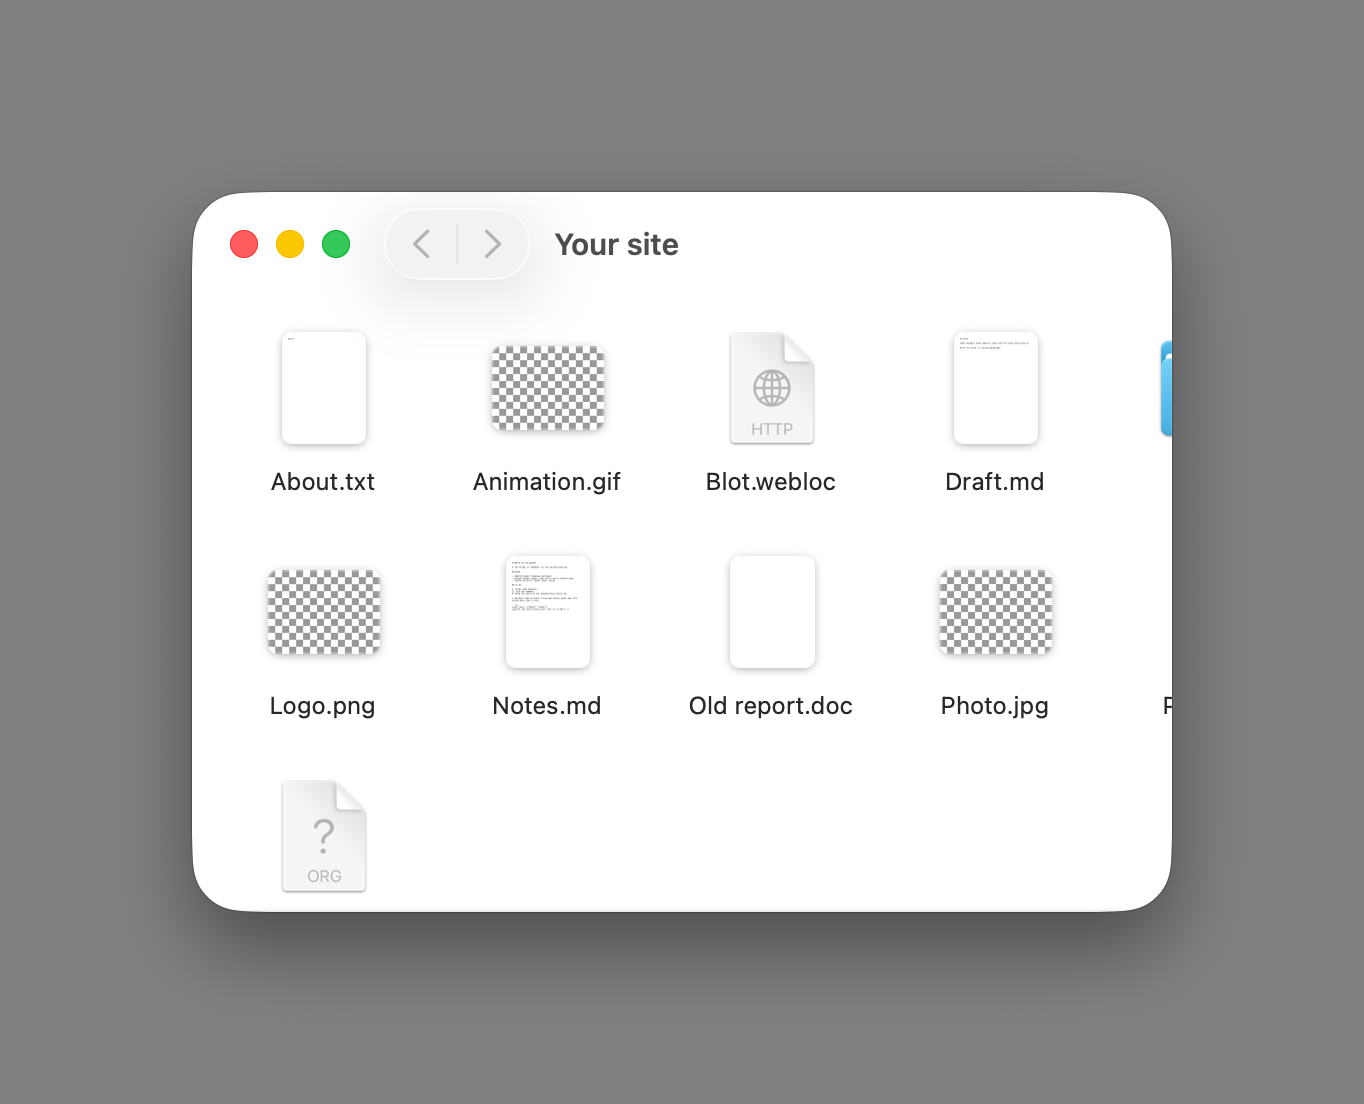 Your site
HTTP
About.txt
Animation.gif
Blot.webloc
Draft.md
Logo.png
Notes.md
Old report.doc
Photo.jpg
?
ORG